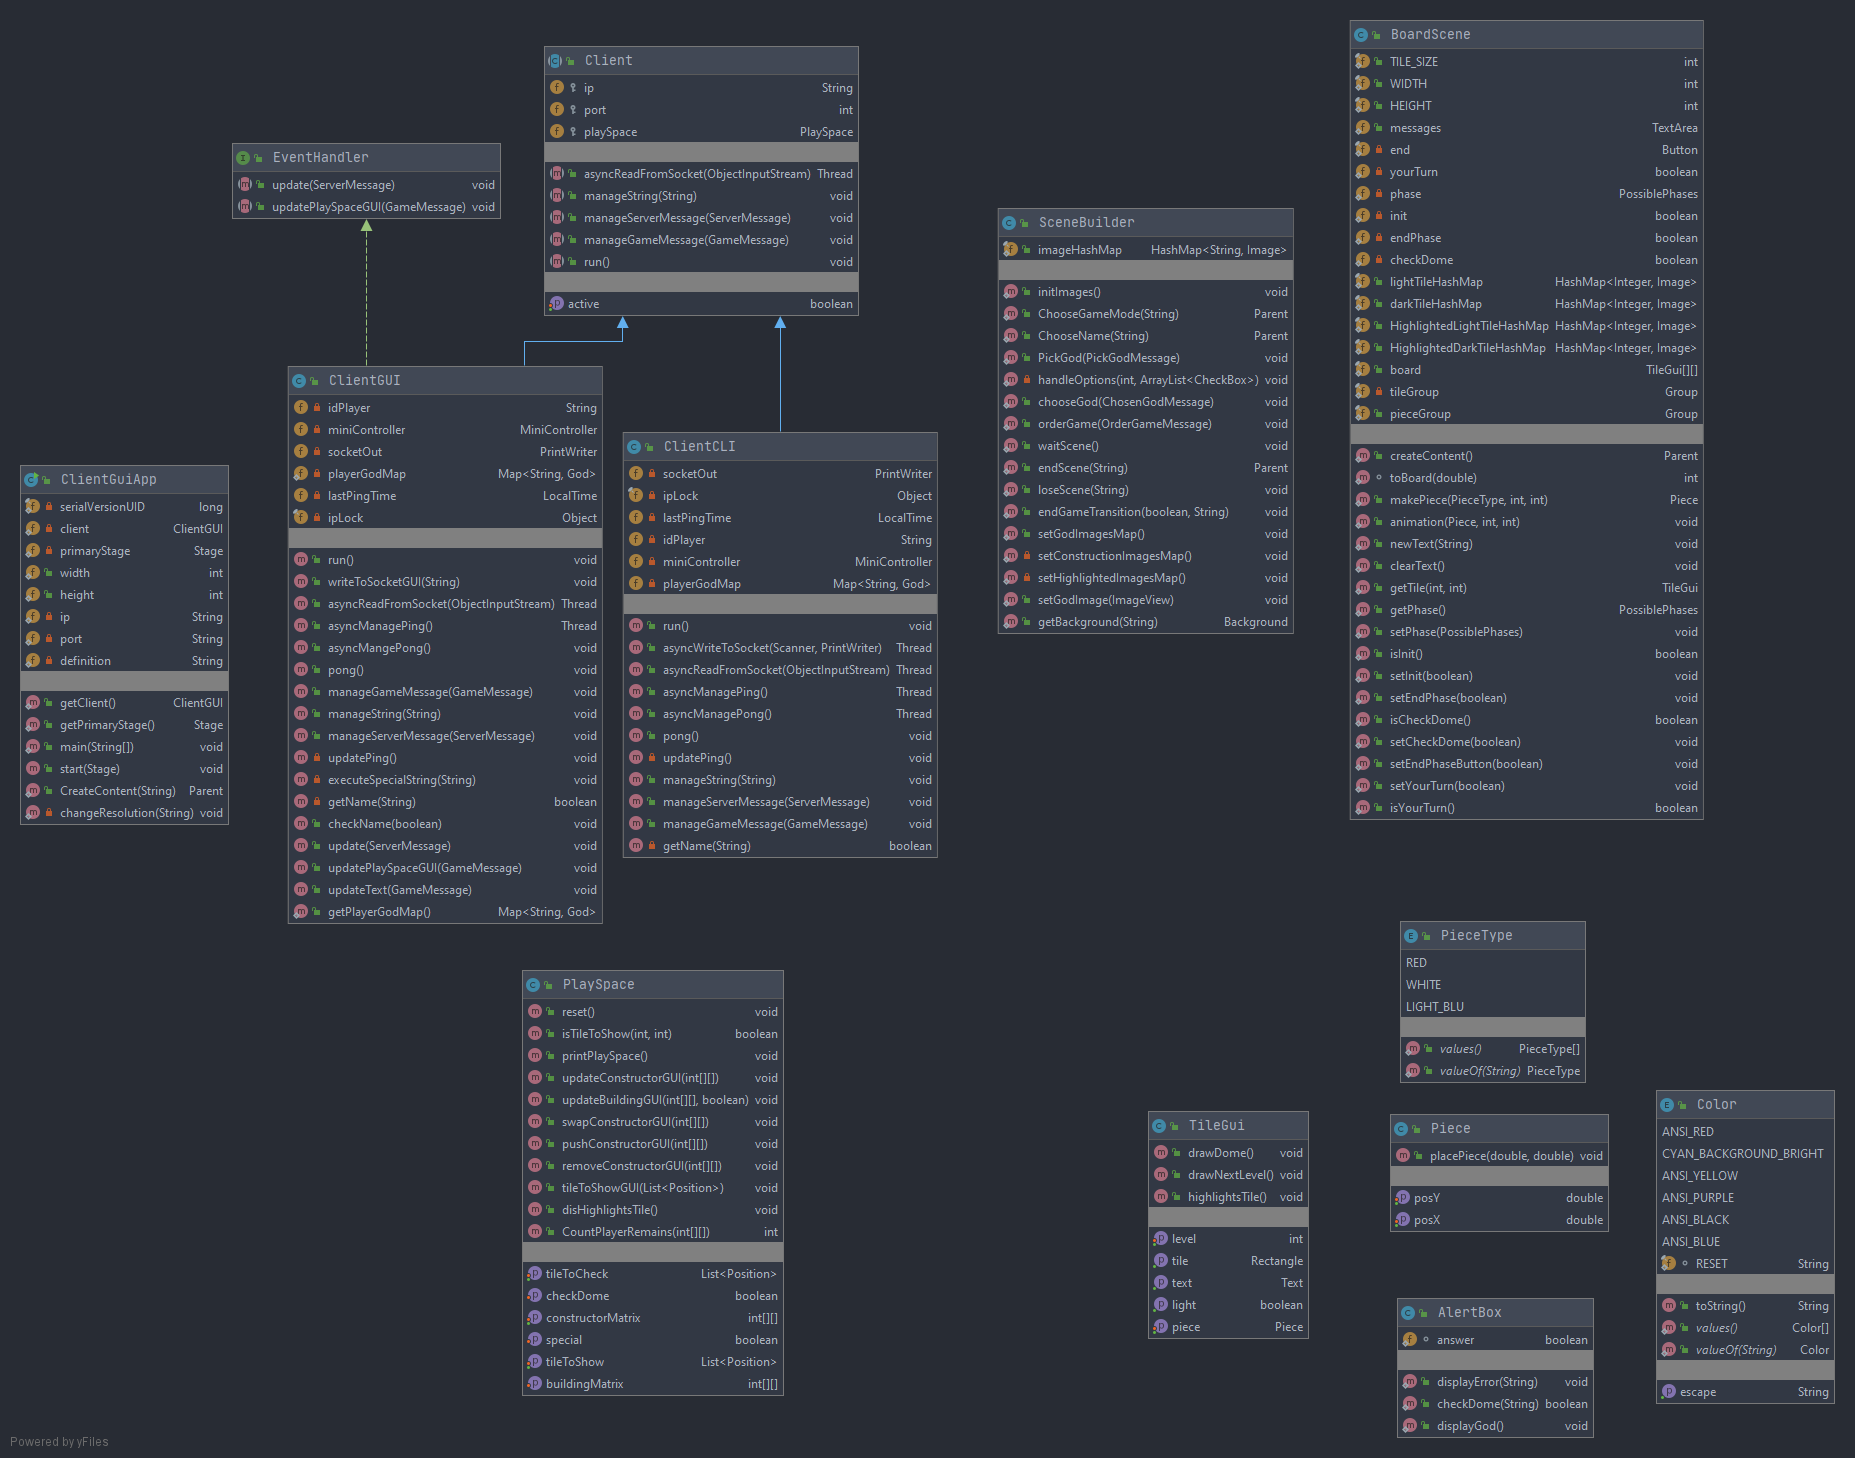 Client
ip String
port int
playSpace PlaySpace
asyncReadFromSocket(ObjectInputStream) Thread
manageString(String) void
manageServerMessage(ServerMessage) void
manageGameMessage(GameMessage) void
run() void
active boolean
EventHandler
update(ServerMessage) void
updatePlaySpaceGUI(GameMessage) void
ClientGUI
idPlayer String
miniController MiniController
socketOut PrintWriter
playerGodMap Map<String, God>
lastPingTime LocalTime
ipLock Object
run() void
writeToSocketGUI(String) void
asyncReadFromSocket(ObjectInputStream) Thread
asyncManagePing() Thread
asyncMangePong() void
pong() void
manageGameMessage(GameMessage) void
manageString(String) void
manageServerMessage(ServerMessage) void
updatePing() void
executeSpecialString(String) void
getName(String) boolean
checkName(boolean) void
update(ServerMessage) void
updatePlaySpaceGUI(GameMessage) void
updateText(GameMessage) void
getPlayerGodMap() Map<String, God>
ClientCLI
socketOut PrintWriter
ipLock Object
lastPingTime LocalTime
idPlayer String
miniController MiniController
playerGodMap Map<String, God>
run() void
asyncWriteToSocket(Scanner, PrintWriter) Thread
asyncReadFromSocket(ObjectInputStream) Thread
asyncManagePing() Thread
asyncManagePong() Thread
pong() void
updatePing() void
manageString(String) void
manageServerMessage(ServerMessage) void
manageGameMessage(GameMessage) void
getName(String) boolean
ClientGuiApp
serialVersionUID long
client ClientGUI
primaryStage Stage
width int
height int
ip String
port String
definition String
getClient() ClientGUI
getPrimaryStage() Stage
main(String[]) void
start(Stage) void
CreateContent(String) Parent
changeResolution(String) void
SceneBuilder
imageHashMap HashMap<String, Image>
initImages() void
ChooseGameMode(String) Parent
ChooseName(String) Parent
PickGod(PickGodMessage) void
handleOptions(int, ArrayList<CheckBox>) void
chooseGod(ChosenGodMessage) void
orderGame(OrderGameMessage) void
waitScene() void
endScene(String) Parent
loseScene(String) void
endGameTransition(boolean, String) void
setGodImagesMap() void
setConstructionImagesMap() void
setHighlightedImagesMap() void
setGodImage(ImageView) void
getBackground(String) Background
BoardScene
TILE_SIZE int
WIDTH int
HEIGHT int
messages TextArea
end Button
yourTurn boolean
phase PossiblePhases
init boolean
endPhase boolean
checkDome boolean
lightTileHashMap HashMap<Integer, Image>
darkTileHashMap HashMap<Integer, Image>
HighlightedLightTileHashMap HashMap<Integer, Image>
HighlightedDarkTileHashMap HashMap<Integer, Image>
board TileGui[][]
tileGroup Group
pieceGroup Group
createContent() Parent
toBoard(double) int
makePiece(PieceType, int, int) Piece
animation(Piece, int, int) void
newText(String) void
clearText() void
getTile(int, int) TileGui
getPhase() PossiblePhases
setPhase(PossiblePhases) void
isInit() boolean
setInit(boolean) void
setEndPhase(boolean) void
isCheckDome() boolean
setCheckDome(boolean) void
setEndPhaseButton(boolean) void
setYourTurn(boolean) void
isYourTurn() boolean
PlaySpace
reset() void
isTileToShow(int, int) boolean
printPlaySpace() void
updateConstructorGUI(int[][]) void
updateBuildingGUI(int[][], boolean) void
swapConstructorGUI(int[][]) void
pushConstructorGUI(int[][]) void
removeConstructorGUI(int[][]) void
tileToShowGUI(List<Position>) void
disHighlightsTile() void
CountPlayerRemains(int[][]) int
tileToCheck List<Position>
checkDome boolean
constructorMatrix int[][]
special boolean
tileToShow List<Position>
buildingMatrix int[][]
PieceType
RED
WHITE
LIGHT_BLU
values() PieceType[]
valueOf(String) PieceType
TileGui
drawDome() void
drawNextLevel() void
highlightsTile() void
level int
tile Rectangle
text Text
light boolean
piece Piece
Piece
placePiece(double, double) void
posY double
posX double
Color
ANSI_RED
CYAN_BACKGROUND_BRIGHT
ANSI_YELLOW
ANSI_PURPLE
ANSI_BLACK
ANSI_BLUE
RESET String
toString() String
values() Color[]
valueOf(String) Color
escape String
AlertBox
answer boolean
displayError(String) void
checkDome(String) boolean
displayGod() void
Powered by yFiles